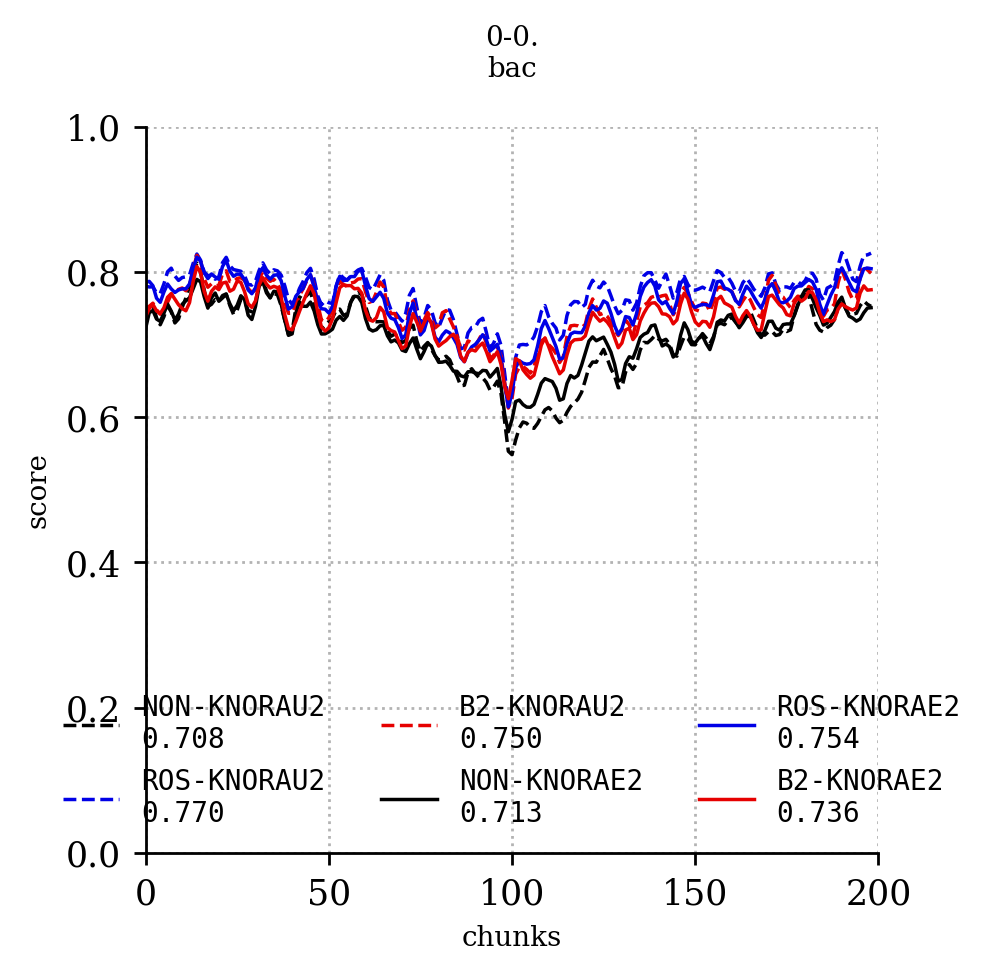 0-0.
bac
1.0
0.8
0.6
0.4
0.2
0.0
score
NON-KNORAU2
0.708
B2-KNORAU2
0.750
ROS-KNORAE2
0.754
ROS-KNORAU2
0.770
NON-KNORAE2
0.713
B2-KNORAE2
0.736
0 50 100 150 200
chunks